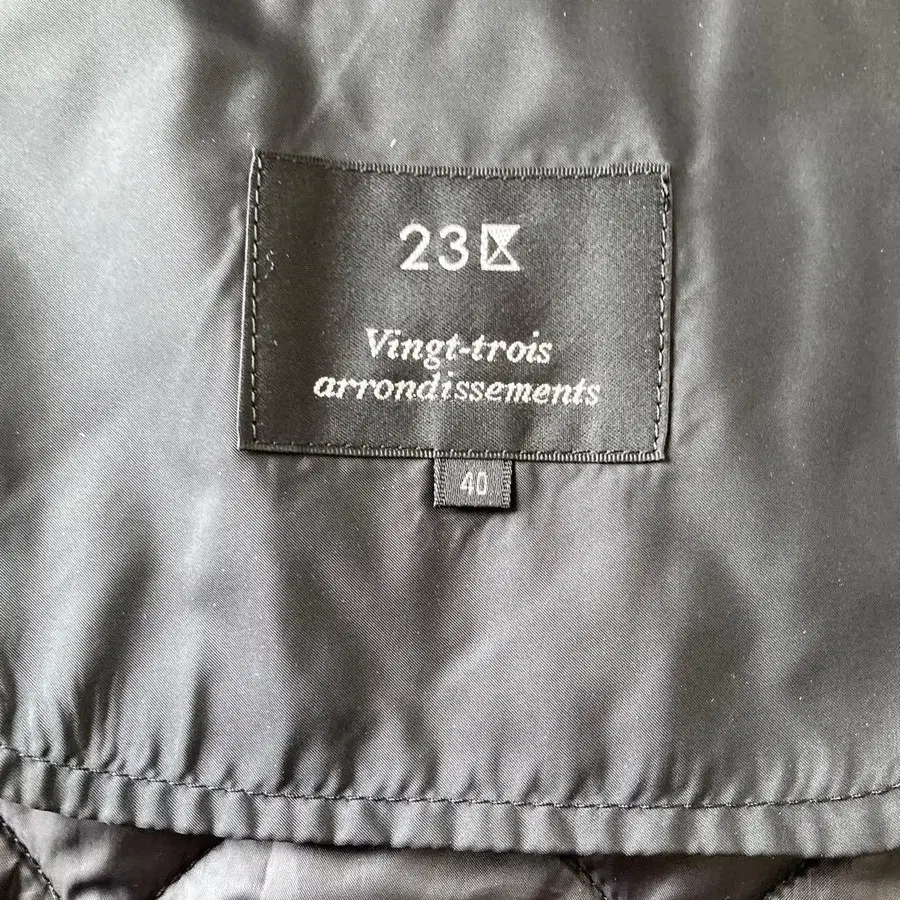 23区
Vingt-trois
arrondissements
40